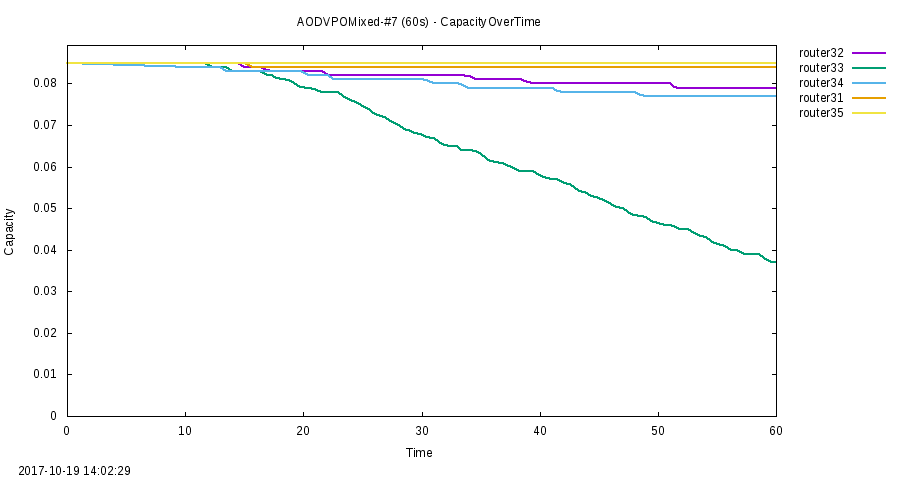 AODVPOMixed-#7 (60s) - CapacityOverTime
router32
router33
router34
router31
router35
0.08
0.07
0.06
0.05
0.04
0.03
0.02
0.01
0
Capacity
0 10 20 30 40 50 60
Time
2017-10-19 14:02:29